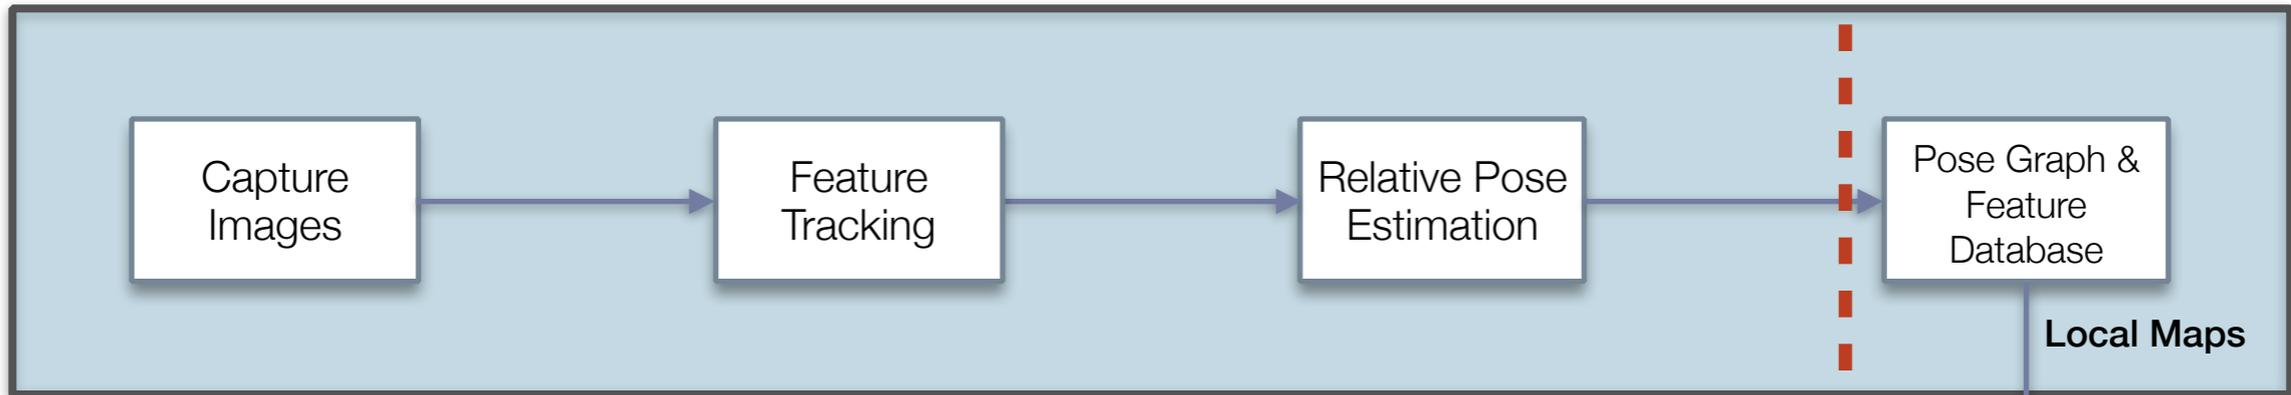 Capture
Images
Feature
Tracking
Relative Pose
Estimation
Pose Graph &
Feature
Database
Local Maps